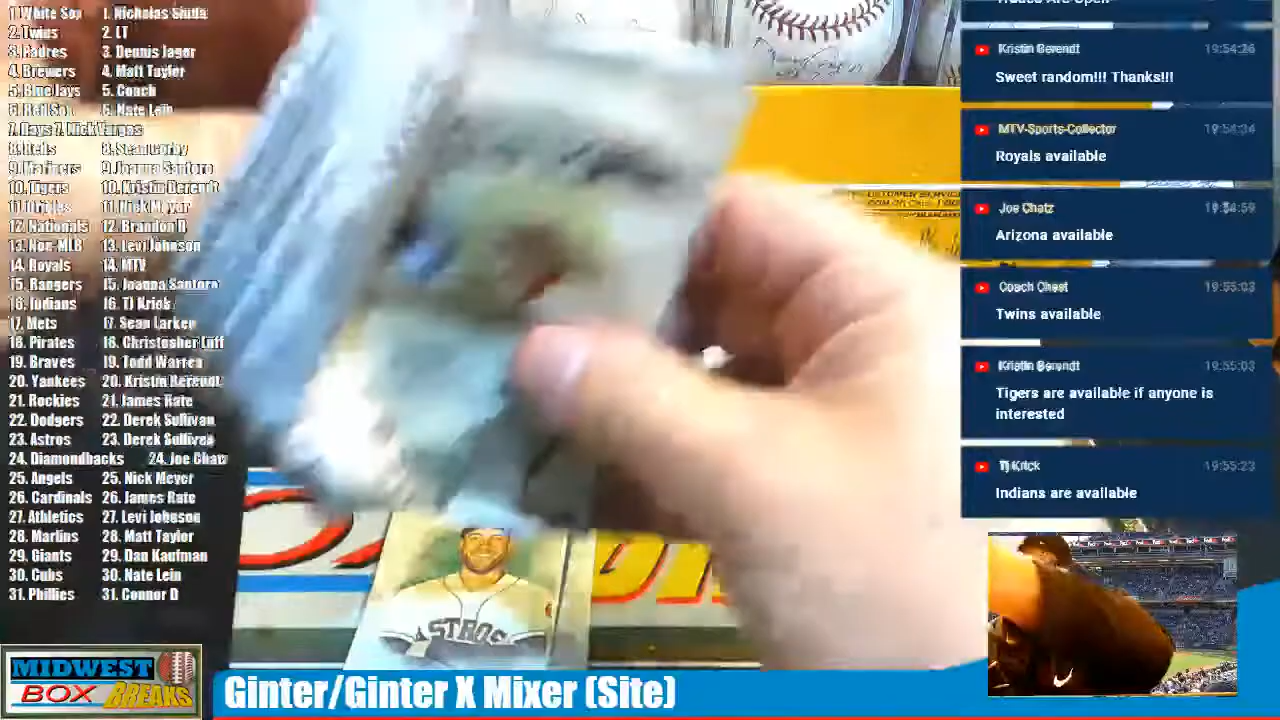 1. White Sox 1. Nicholas Siuda
2. Twins 2. LT
3. Padres 3. Dennis Jager
4. Brewers 4. Matt Taylor
5. Blue Jays 5. Coach
6. Red Sox 6. Nate Lein
7. Rays 7. Nick Vargas
8. Reds 8. Sean Corby
9. Mariners 9. Joanna Santoro
10. Tigers 10. Kristin Berendt
11. Orioles 11. Nick Meyer
12. Nationals 12. Brandon D
13. Non-MLB 13. Levi Johnson
14. Royals 14. MTV
15. Rangers 15. Joanna Santoro
16. Indians 16. TJ Krick
17. Mets 17. Sean Larken
18. Pirates 18. Christopher
19. Braves 19. Todd Warren
20. Yankees 20. Kristin Berendt
21. Rockies 21. James Rate
22. Dodgers 22. Derek Sullivan
23. Astros 23. Derek Sullivan
24. Diamondbacks 24. Joe Chatz
25. Angels 25. Nick Meyer
26. Cardinals 26. James Rate
27. Athletics 27. Levi Johnson
28. Marlins 28. Matt Taylor
29. Giants 29. Dan Kaufman
30. Cubs 30. Nate Lein
31. Phillies 31. Connor D
MIDWEST
BOX BREAKS
Ginter/Ginter X Mixer (Site)
ASTROS
Kristin Berendt 19:54:26
Sweet random!!! Thanks!!!
MTV-Sports-Collector 19:54:34
Royals available
Joe Chatz 19:54:59
Arizona available
Coach Chest 19:55:03
Twins available
Kristin Berendt 19:55:03
Tigers are available if anyone is
interested
Tj Krick 19:55:23
Indians are available